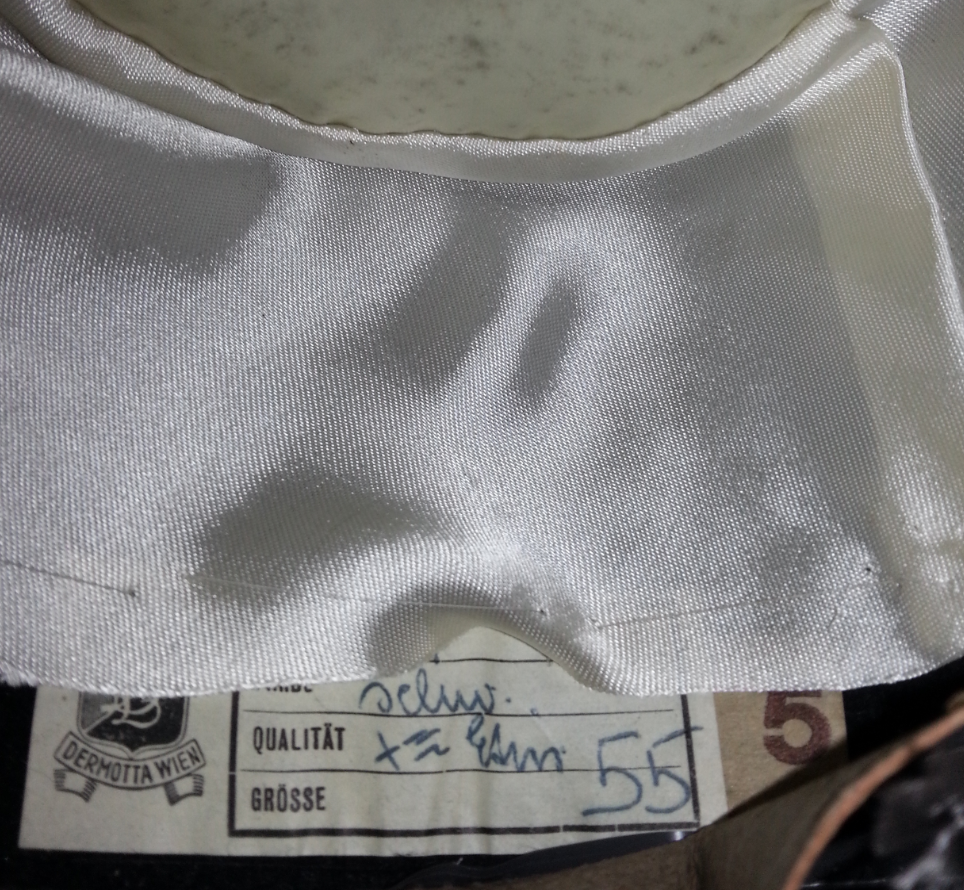 schw.
QUALITÄT
GRÖSSE 55
DERMOTTA WIEN
5